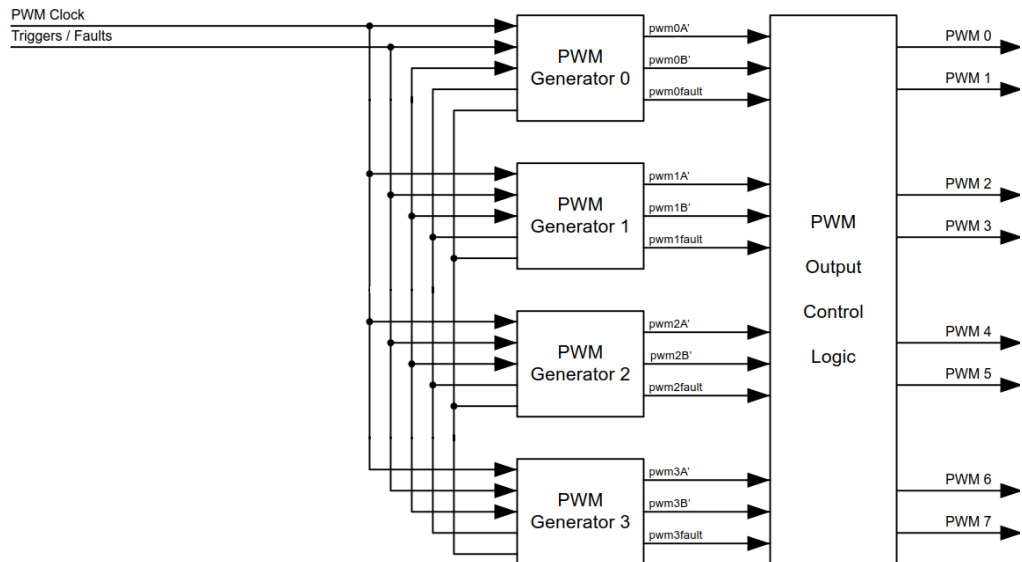 PWM Clock
Triggers / Faults
PWM
Generator 0
pwm0A'
pwm0B'
pwm0fault
PWM
Generator 1
pwm1A'
pwm1B'
pwm1fault
PWM
Generator 2
pwm2A'
pwm2B'
pwm2fault
PWM
Generator 3
pwm3A'
pwm3B'
pwm3fault
PWM
Output
Control
Logic
PWM 0
PWM 1
PWM 2
PWM 3
PWM 4
PWM 5
PWM 6
PWM 7